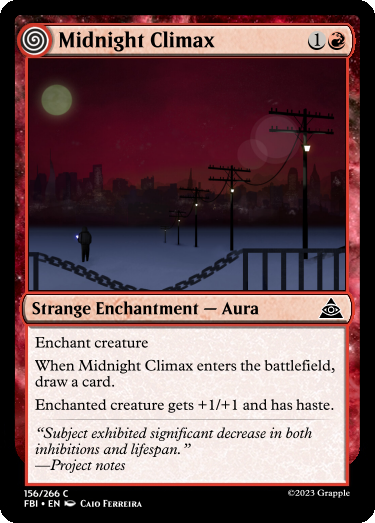 Midnight Climax 1
Strange Enchantment — Aura
Enchant creature
When Midnight Climax enters the battlefield,
draw a card.
Enchanted creature gets +1/+1 and has haste.
“Subject exhibited significant decrease in both
inhibitions and lifespan.”
—Project notes
156/266 C
FBI • EN Caio Ferreira
©2023 Grapple